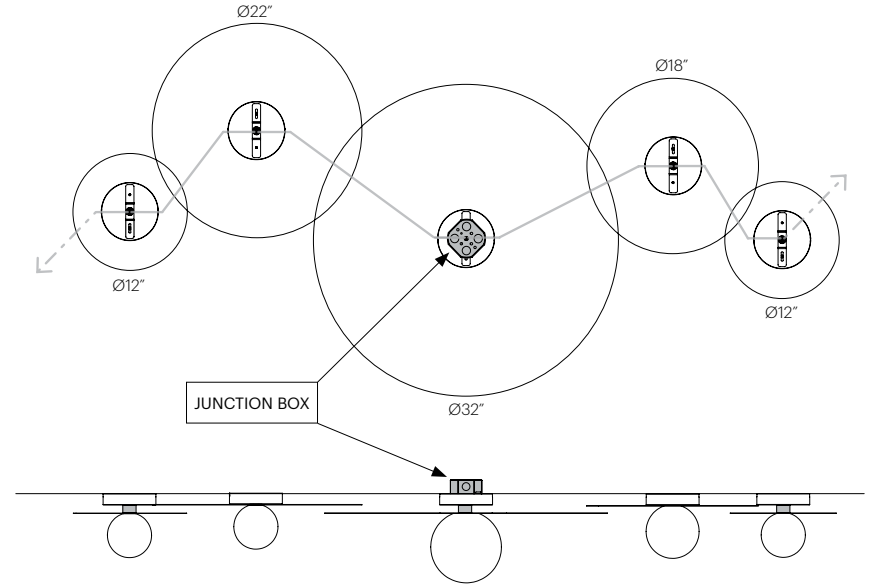 Ø22”
Ø18”
Ø12”
Ø12”
JUNCTION BOX
Ø32”